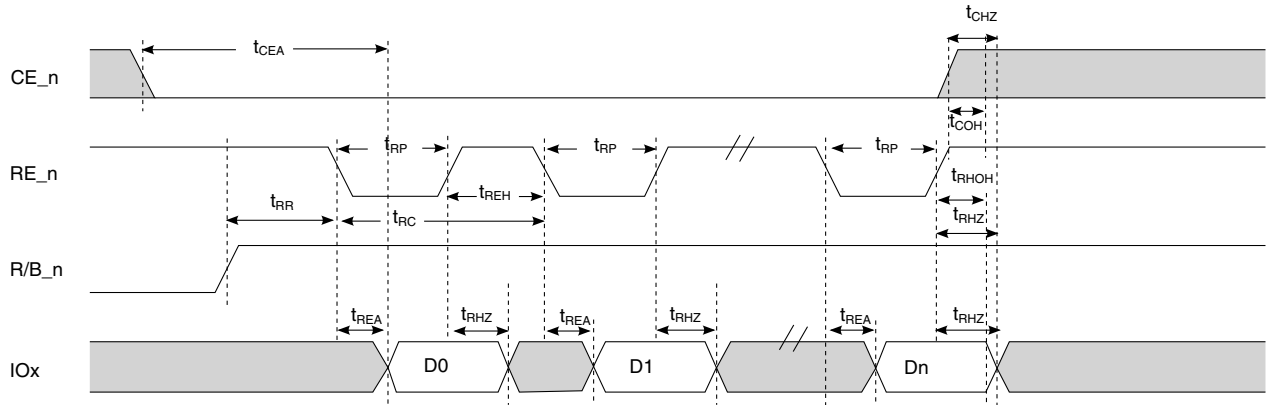 tCHZ
tCEA
CE_n
tCOH
tRP
tRP
tRP
RE_n
tREH
tRHOH
tRR
tRC
tRHZ
R/B_n
tREA
tRHZ
tREA
tRHZ
tREA
tRHZ
IOx
D0
D1
Dn